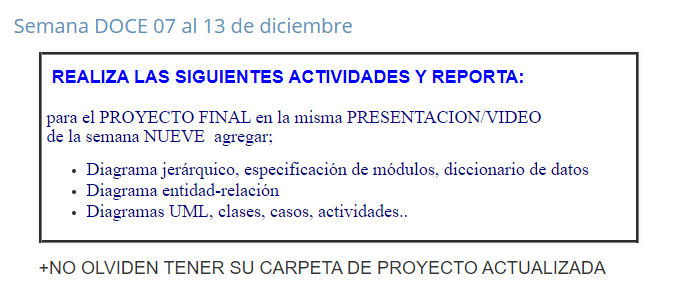 Semana DOCE 07 al 13 de diciembre
REALIZA LAS SIGUIENTES ACTIVIDADES Y REPORTA:
para el PROYECTO FINAL en la misma PRESENTACION/VIDEO
de la semana NUEVE agregar;
• Diagrama jerárquico, especificación de módulos, diccionario de datos
• Diagrama entidad-relación
• Diagramas UML, clases, casos, actividades..
+NO OLVIDEN TENER SU CARPETA DE PROYECTO ACTUALIZADA